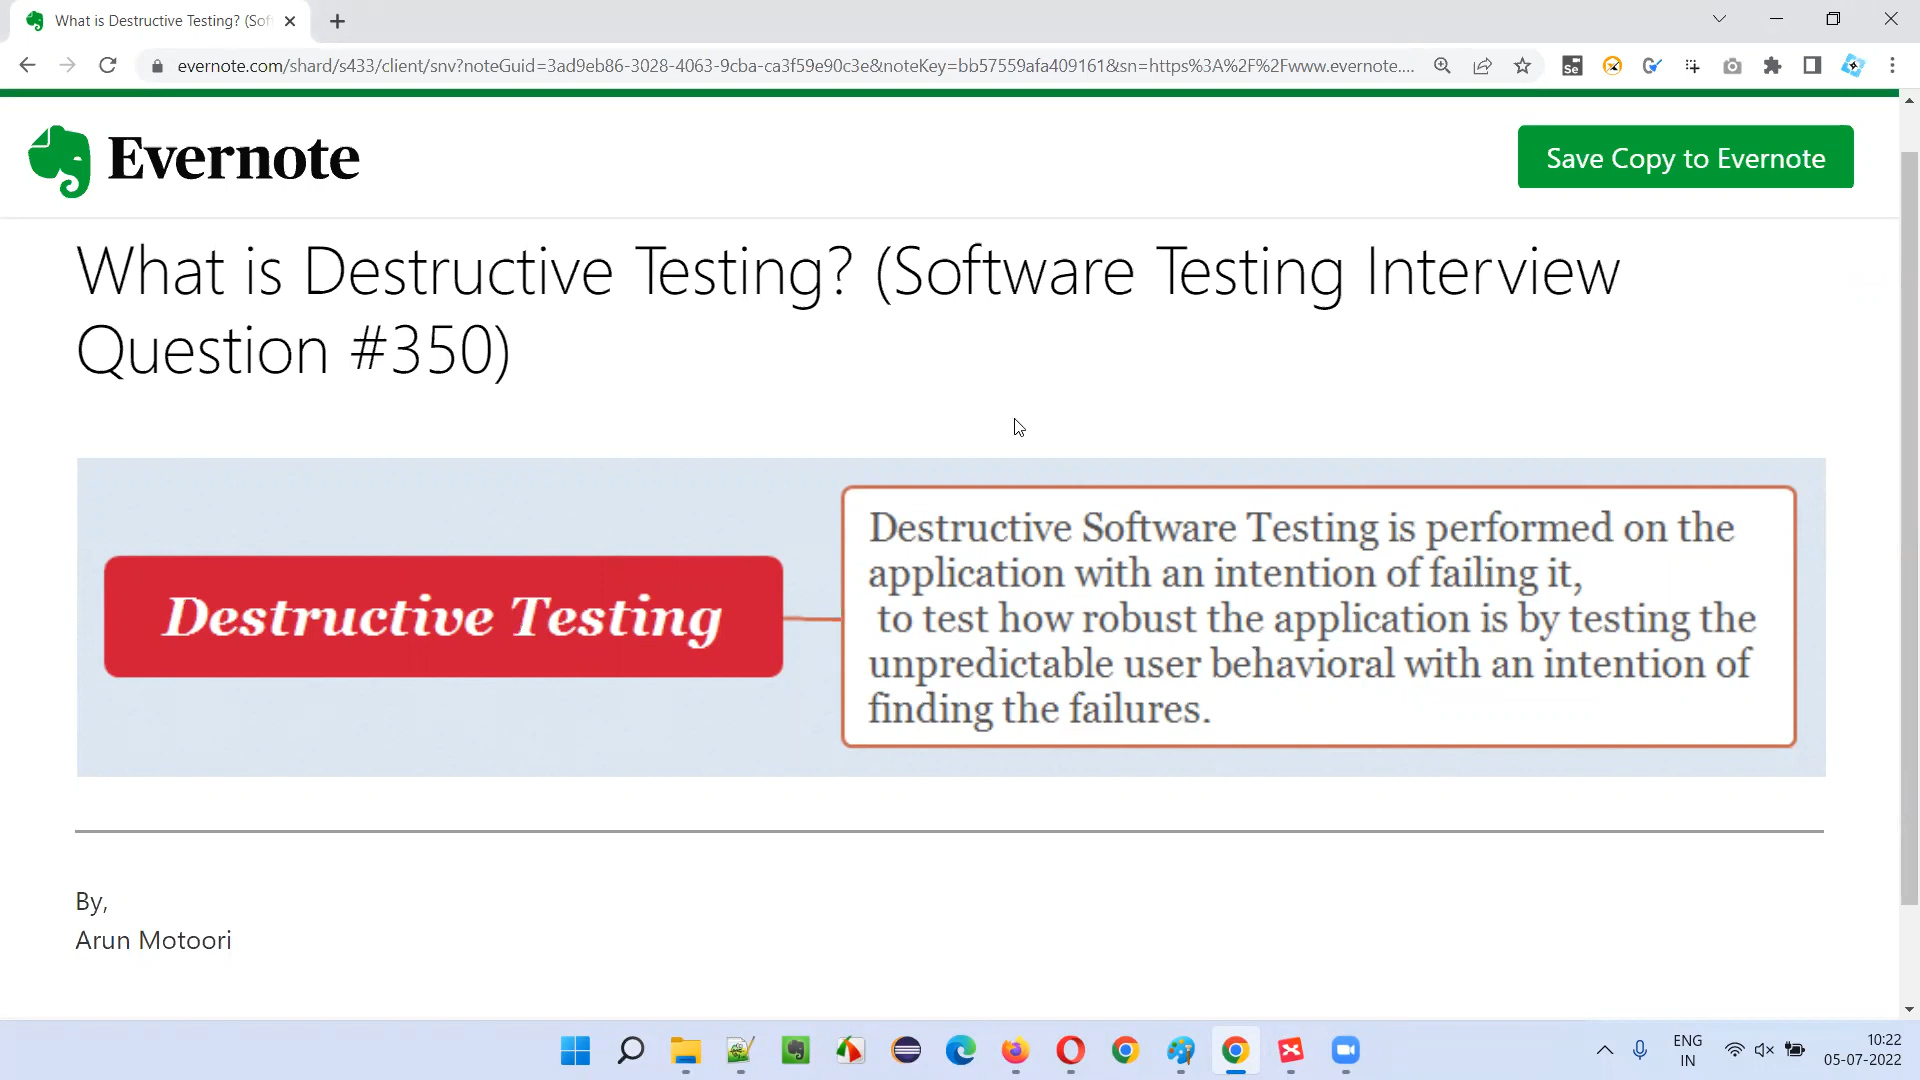 What is Destructive Testing? (Sof
evernote.com/shard/s433/client/snv?noteGuid=3ad9eb86-3028-4063-9cba-ca3f59e90c3e&noteKey=bb57559afa409161&sn=https%3A%2F%2Fwww.evernote....
Se
Evernote
Save Copy to Evernote
What is Destructive Testing? (Software Testing Interview
Question #350)
Destructive Testing
Destructive Software Testing is performed on the
application with an intention of failing it,
to test how robust the application is by testing the
unpredictable user behavioral with an intention of
finding the failures.
By,
Arun Motoori
ENG
IN
10:22
05-07-2022